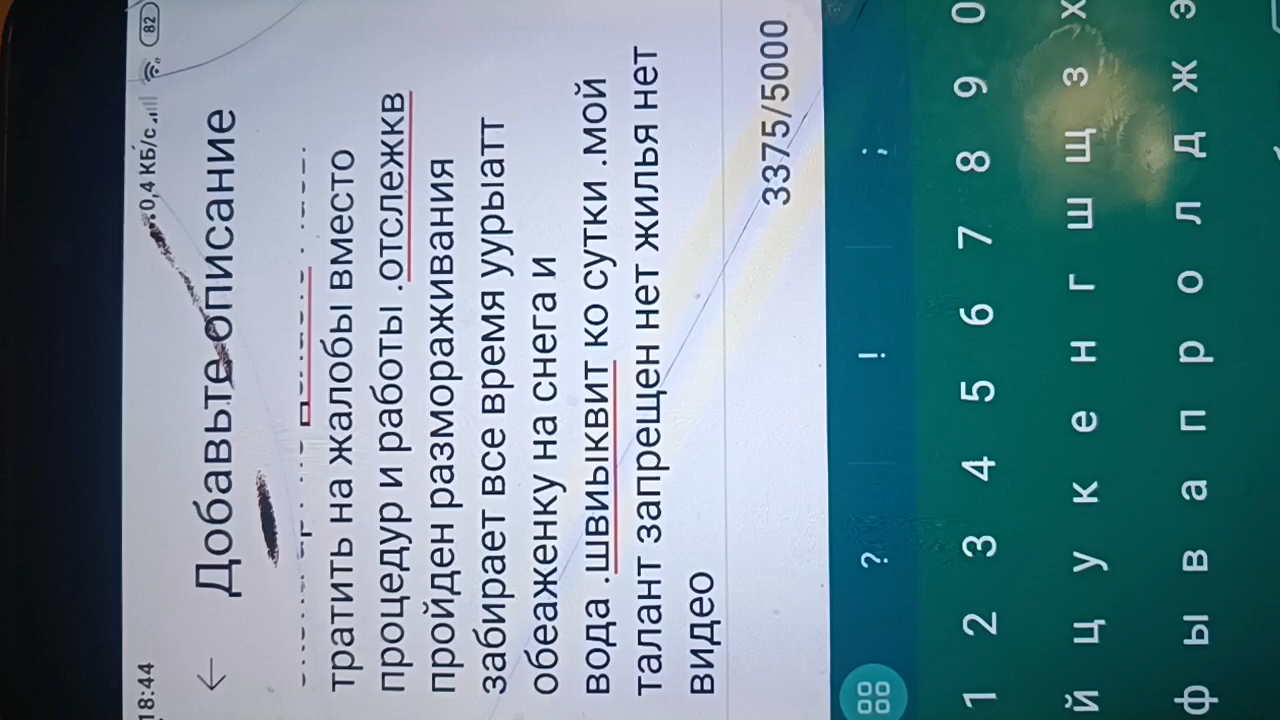 18:44
0,4 КБ/с
82
Добавьте описание
тратить на жалобы вместо
процедур и работы .отслежкв
пройден размораживания
забирает все время уурыатт
обеаженку на снега и
вода .швиыквит ко сутки .мой
талант запрещен нет жилья нет
видео
3375/5000
? ! ;
1 2 3 4 5 6 7 8 9 0
й ц у к е н г ш щ з х
ф ы в а п р о л д ж э